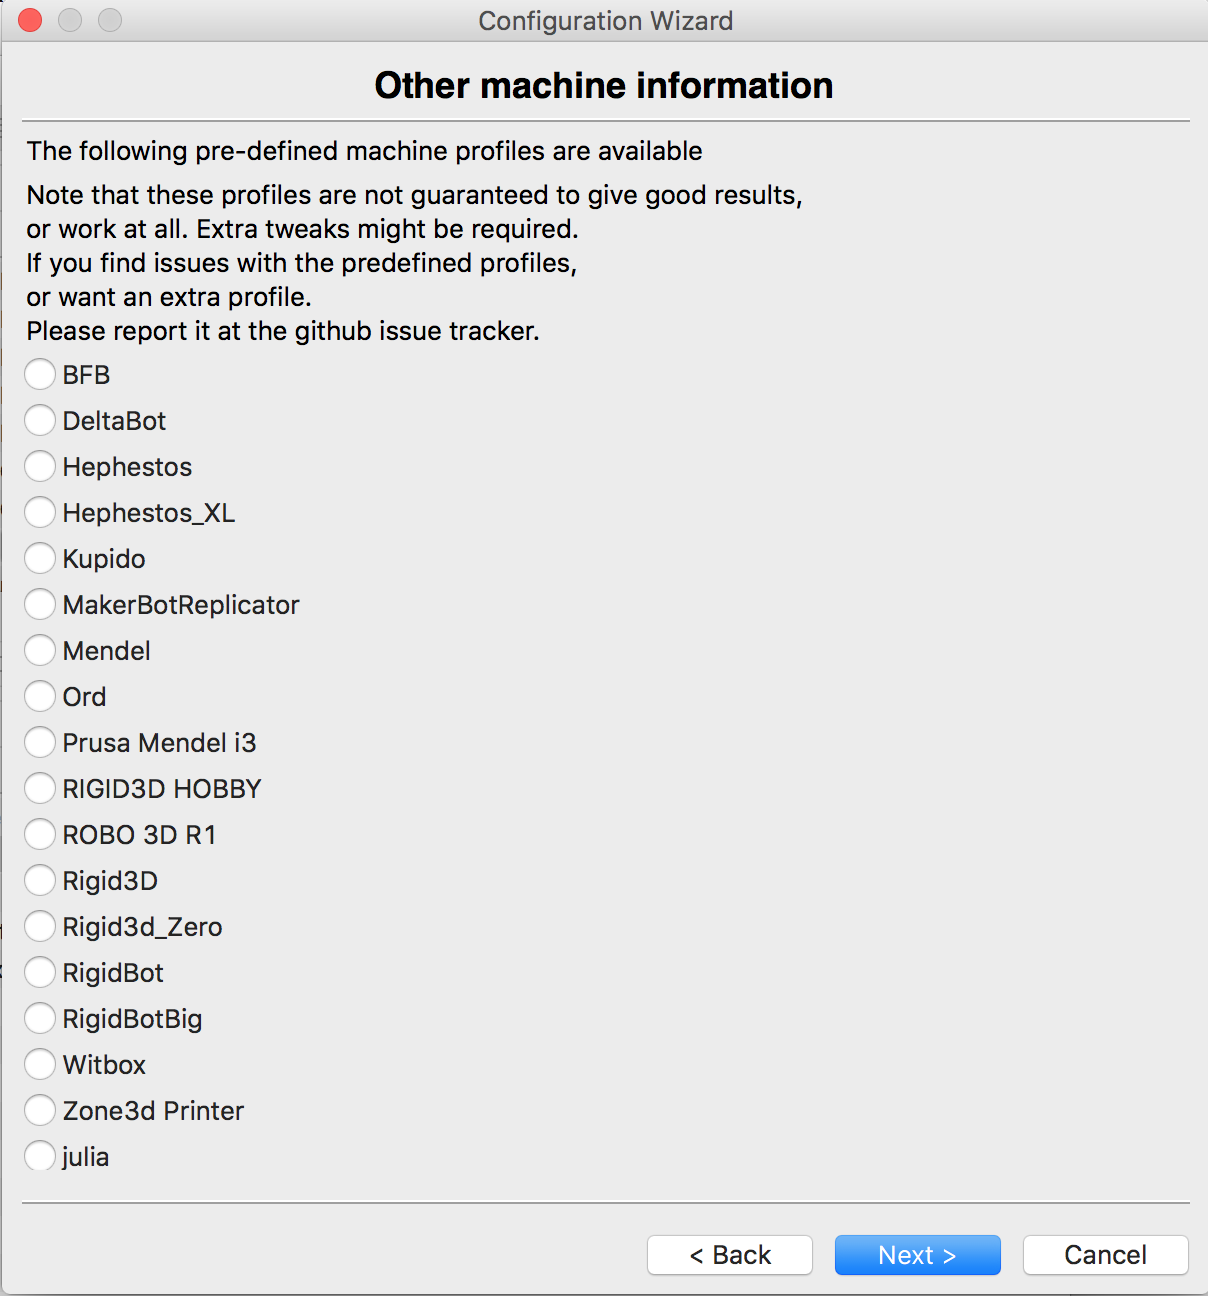 Configuration Wizard
Other machine information
The following pre-defined machine profiles are available
Note that these profiles are not guaranteed to give good results,
or work at all. Extra tweaks might be required.
If you find issues with the predefined profiles,
or want an extra profile.
Please report it at the github issue tracker.
BFB
DeltaBot
Hephestos
Hephestos_XL
Kupido
MakerBotReplicator
Mendel
Ord
Prusa Mendel i3
RIGID3D HOBBY
ROBO 3D R1
Rigid3D
Rigid3d_Zero
RigidBot
RigidBotBig
Witbox
Zone3d Printer
julia
< Back Next > Cancel